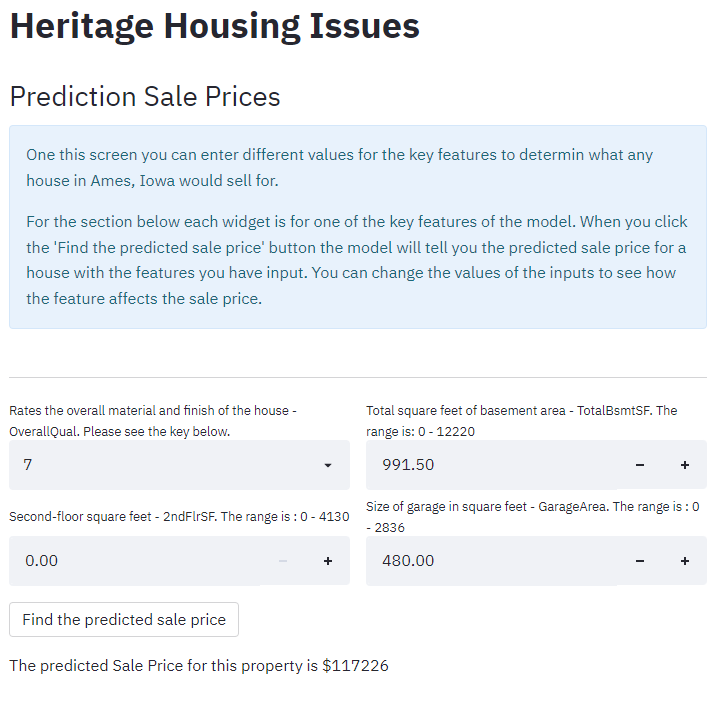 Heritage Housing Issues
Prediction Sale Prices
One this screen you can enter different values for the key features to determin what any
house in Ames, Iowa would sell for.
For the section below each widget is for one of the key features of the model. When you click
the 'Find the predicted sale price' button the model will tell you the predicted sale price for a
house with the features you have input. You can change the values of the inputs to see how
the feature affects the sale price.
Rates the overall material and finish of the house -
OverallQual. Please see the key below.
7
Total square feet of basement area - TotalBsmtSF. The
range is: 0 - 12220
991.50
Second-floor square feet - 2ndFlrSF. The range is : 0 - 4130
0.00
Size of garage in square feet - GarageArea. The range is : 0
- 2836
480.00
Find the predicted sale price
The predicted Sale Price for this property is $117226